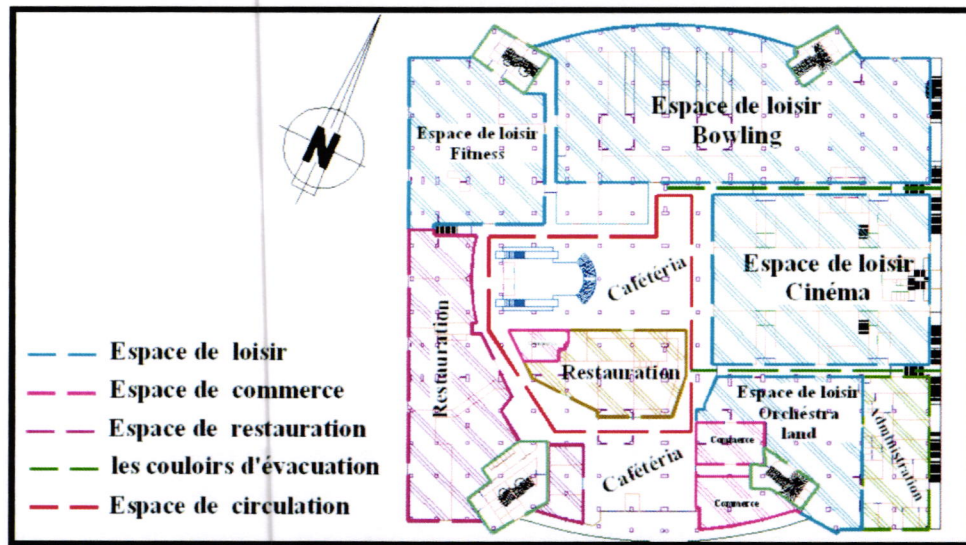 N
Espace de loisir
Fitness
Espace de loisir
Bowling
Cafétéria
Espace de loisir
Cinéma
Restauration
Restauration
Espace de loisir
Orchéstra
land
Administration
Commerce
Cafétéria
Commerce
Espace de loisir
Espace de commerce
Espace de restauration
les couloirs d'évacuation
Espace de circulation